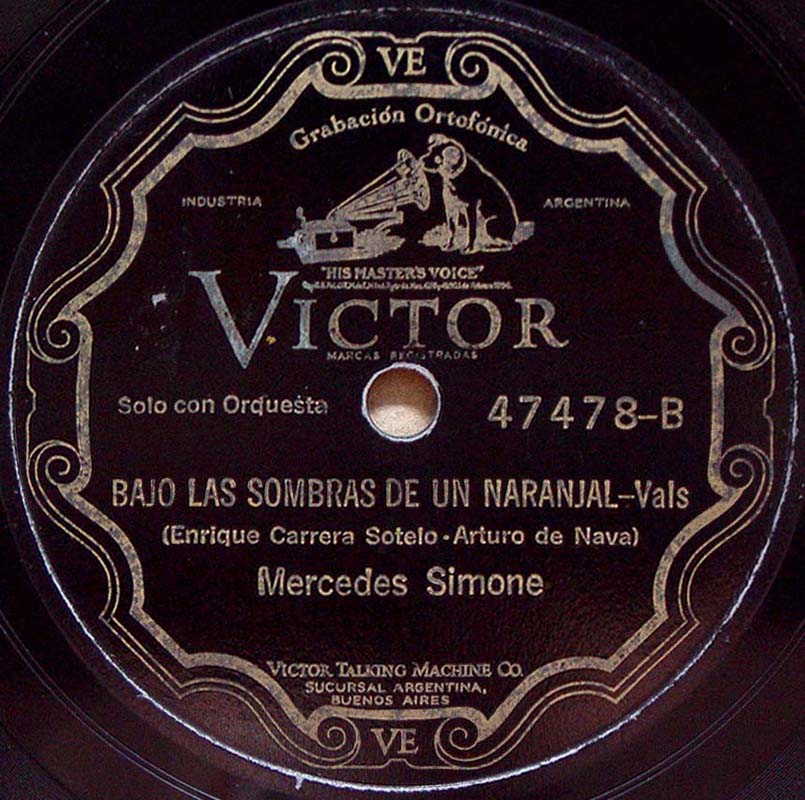 VE
Grabación Ortofónica
INDUSTRIA
ARGENTINA
"HIS MASTER'S VOICE"
VICTOR
MARCAS REGISTRADAS
Solo con Orquesta
47478-B
BAJO LAS SOMBRAS DE UN NARANJAL-Vals
(Enrique Carrera Sotelo-Arturo de Nava)
Mercedes Simone
VICTOR TALKING MACHINE CO.
SUCURSAL ARGENTINA,
BUENOS AIRES
VE